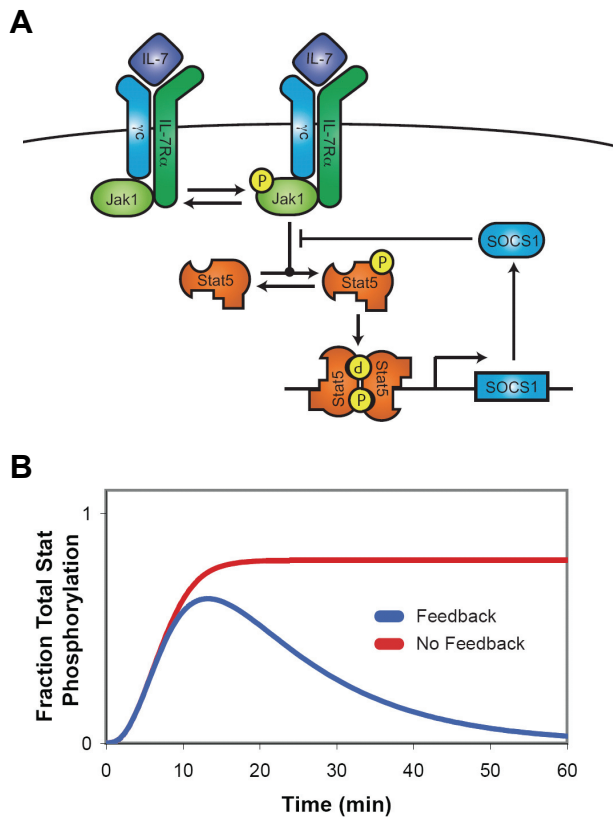 A
IL-7
IL-7
γc
IL-7Rα
γc
IL-7Rα
P
Jak1
Jak1
SOCS1
P
Stat5
Stat5
P
P
Stat5
Stat5
SOCS1
B
Fraction Total Stat
Phosphorylation
1
0
Feedback
No Feedback
0
10
20
30
40
50
60
Time (min)